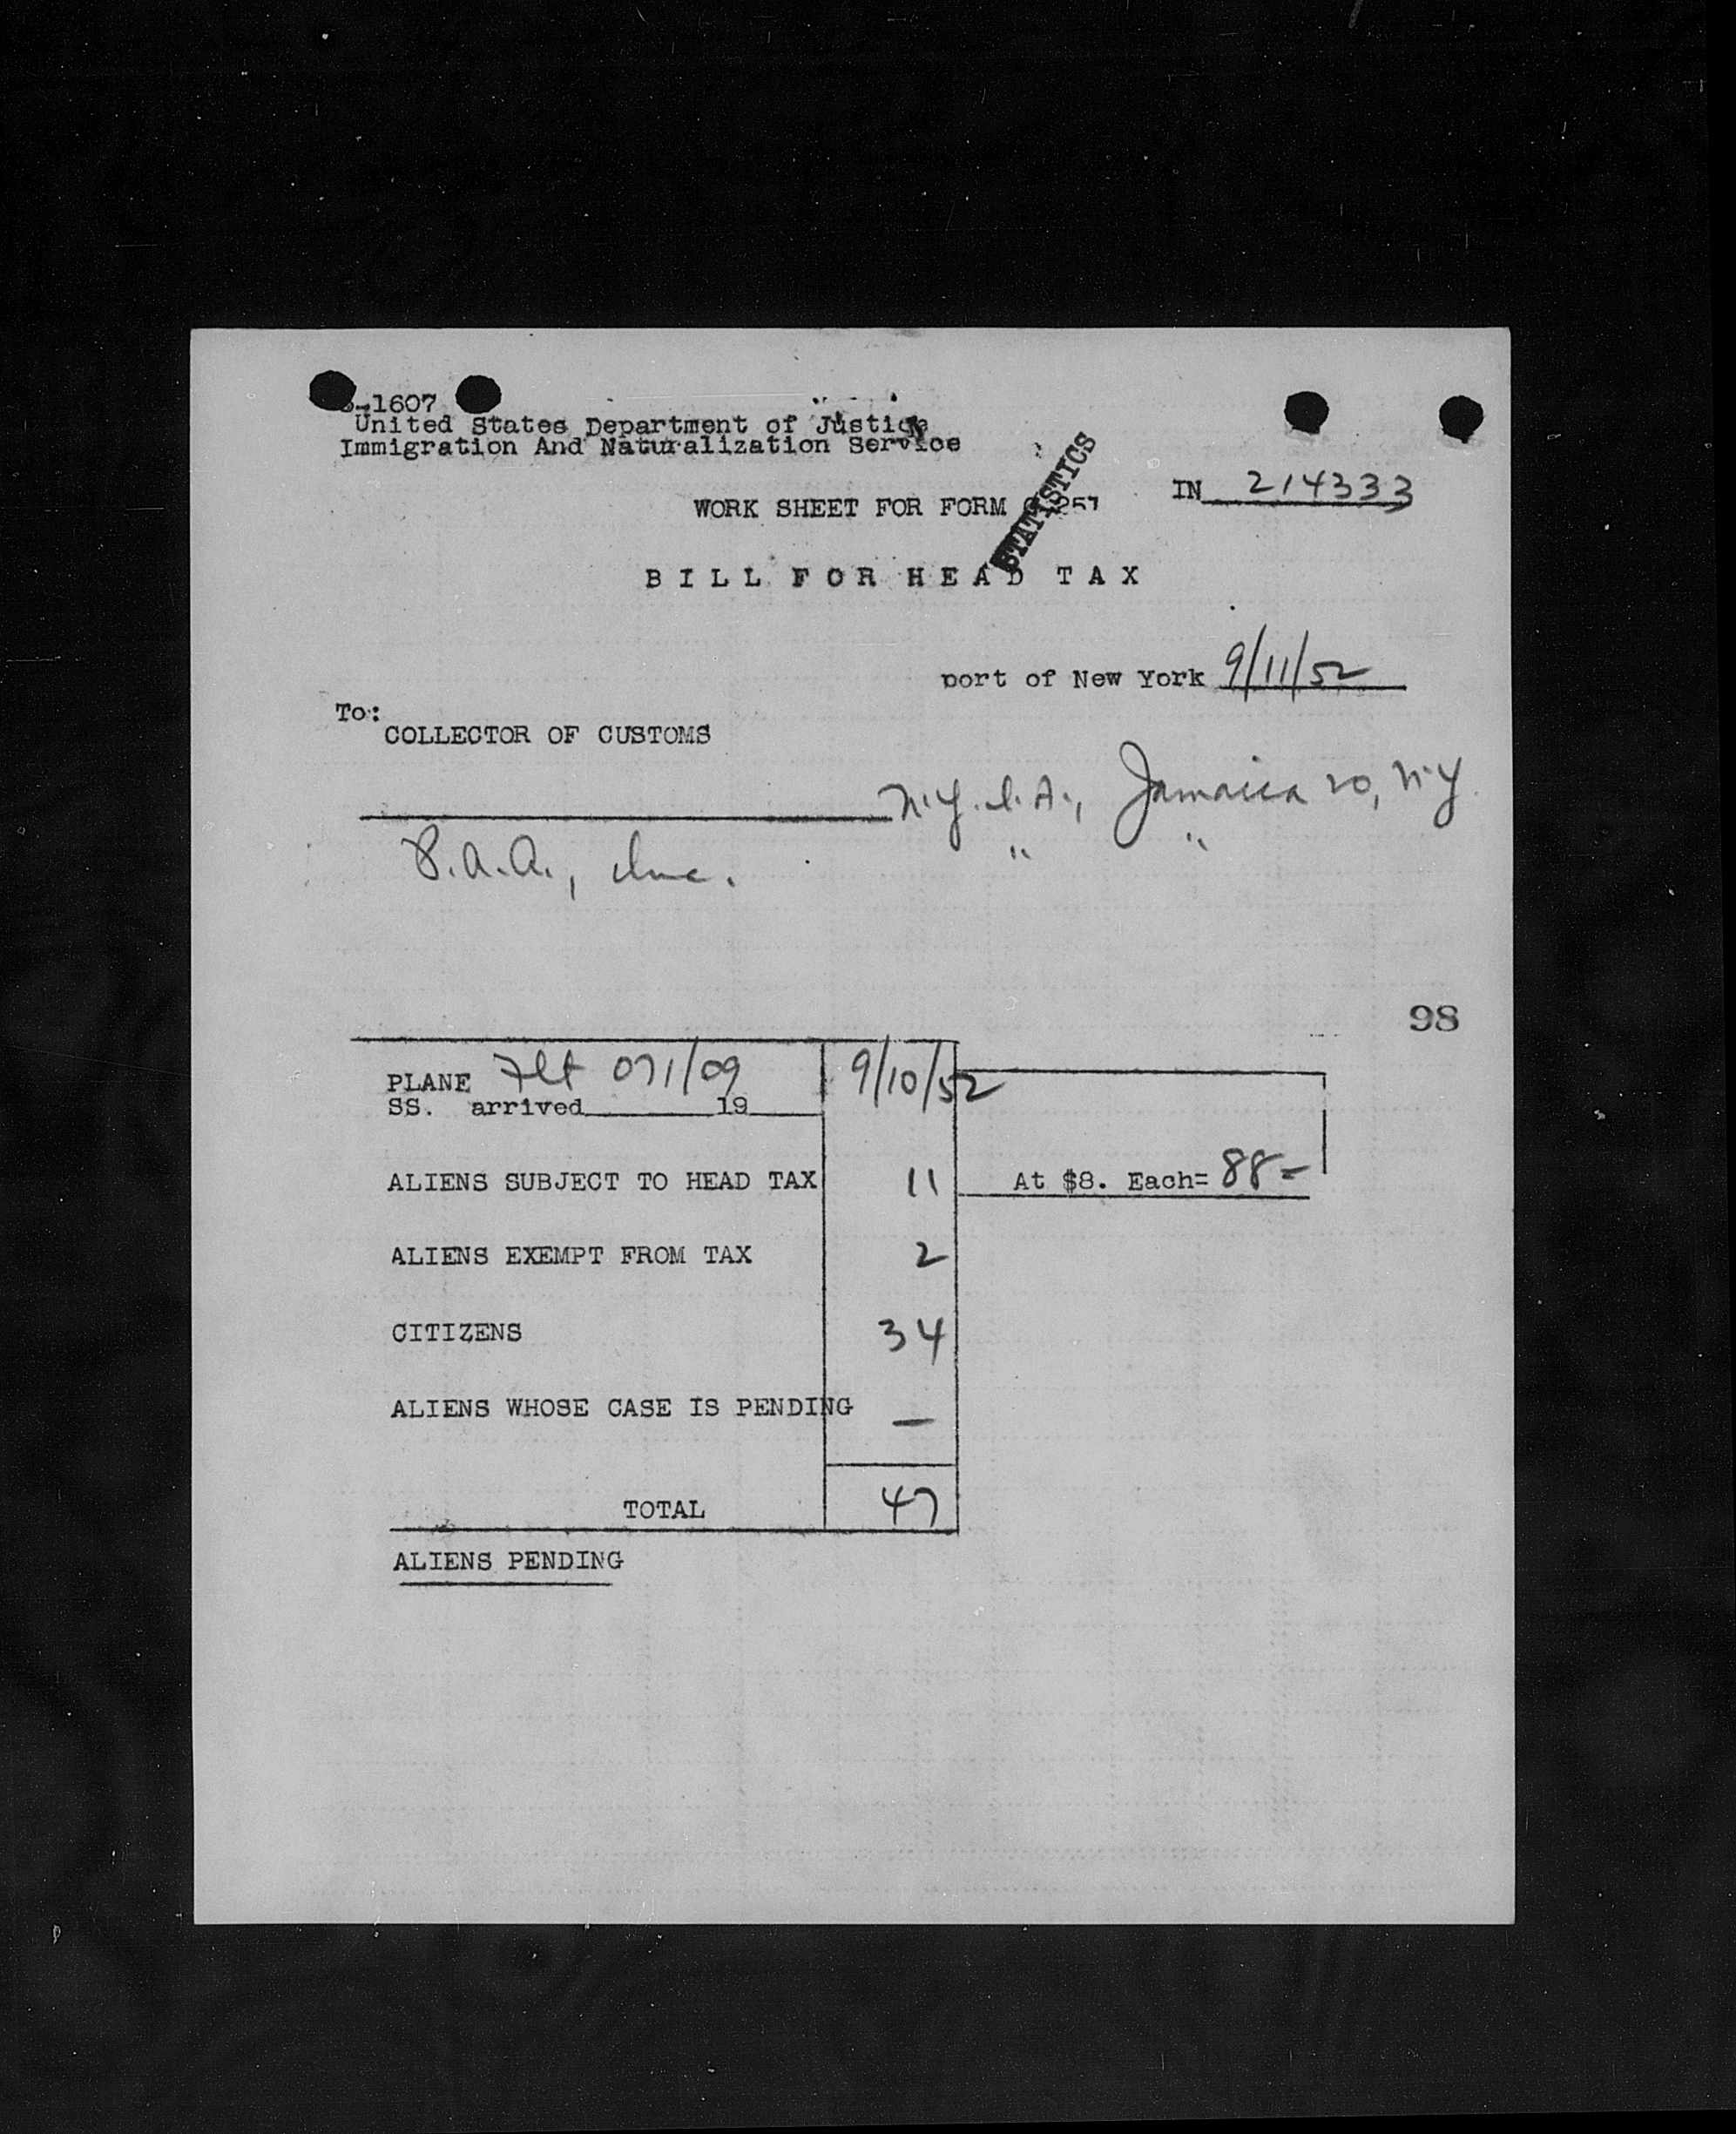 -1607
United States Department of Justice
Immigration And Naturalization Service
STATISTICS
IN 214333
WORK SHEET FOR FORM 257
BILL FOR HEAD TAX
port of New York 9/11/52
To:
COLLECTOR OF CUSTOMS
N.Y.I.A., Jamaica 20, N.Y.
P.A.A., Inc. " "
98
PLANE Flt 071/09 9/10/52
SS. arrived 19
ALIENS SUBJECT TO HEAD TAX 11 At $8. Each= 88=
ALIENS EXEMPT FROM TAX 2
CITIZENS 34
ALIENS WHOSE CASE IS PENDING —
TOTAL 47
ALIENS PENDING